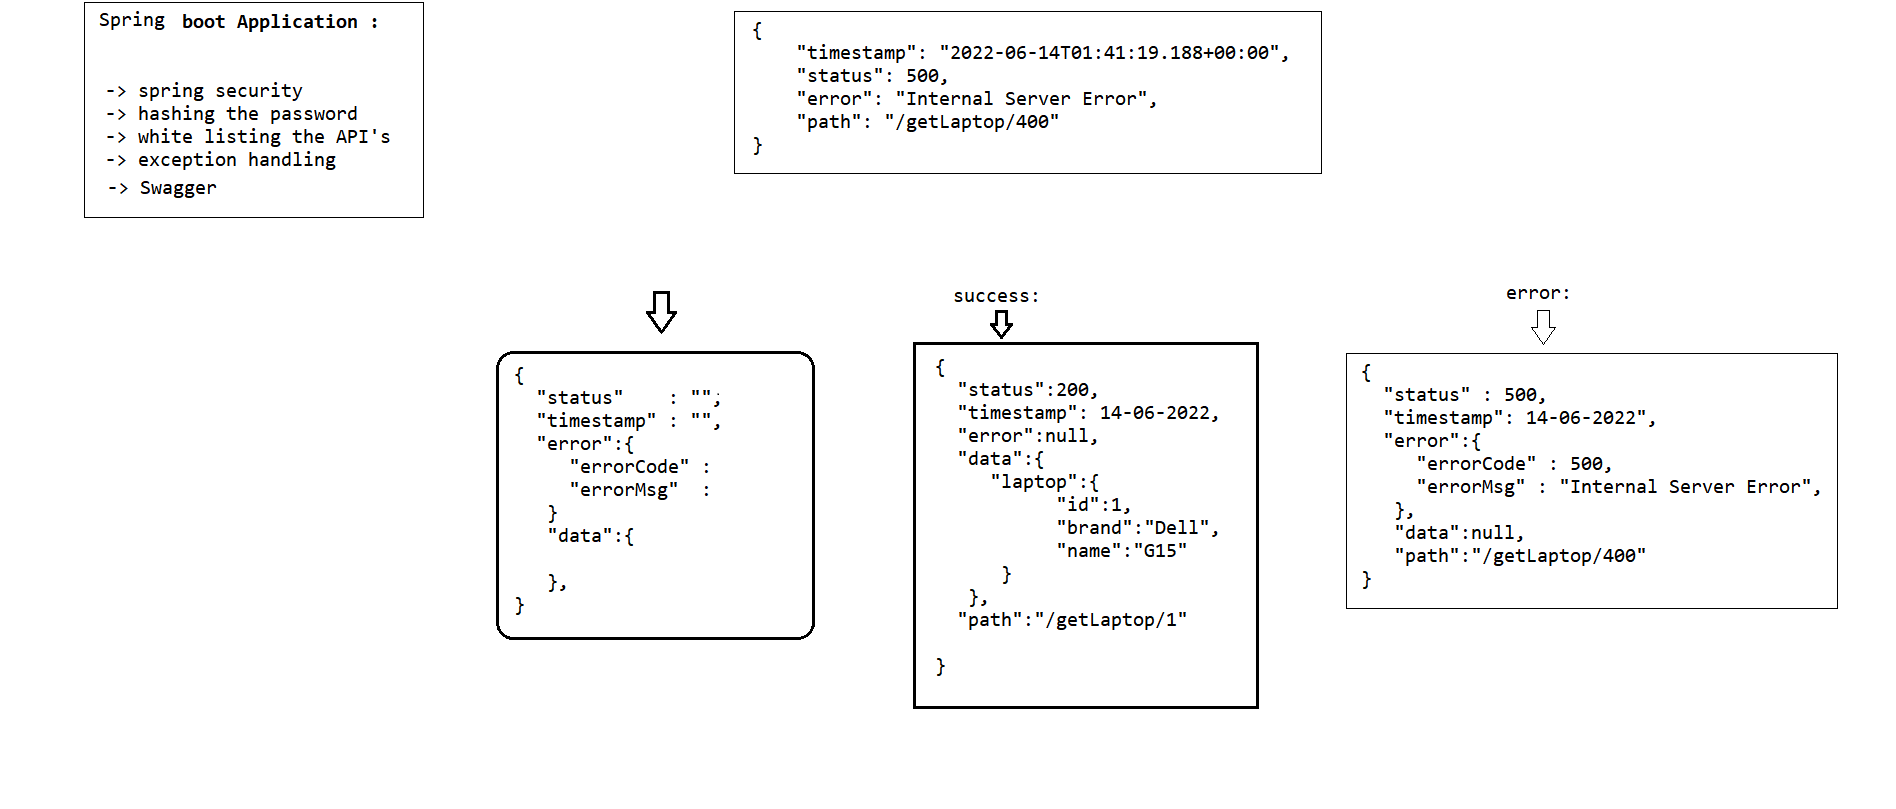 Spring boot Application :
-> spring security
-> hashing the password
-> white listing the API's
-> exception handling
-> Swagger
{
"timestamp": "2022-06-14T01:41:19.188+00:00",
"status": 500,
"error": "Internal Server Error",
"path": "/getLaptop/400"
}
{
"status" : "",
"timestamp" : "",
"error":{
"errorCode" :
"errorMsg" :
}
"data":{
},
}
success:
{
"status":200,
"timestamp": 14-06-2022,
"error":null,
"data":{
"laptop":{
"id":1,
"brand":"Dell",
"name":"G15"
}
},
"path":"/getLaptop/1"
}
error:
{
"status" : 500,
"timestamp": 14-06-2022",
"error":{
"errorCode" : 500,
"errorMsg" : "Internal Server Error",
},
"data":null,
"path":"/getLaptop/400"
}